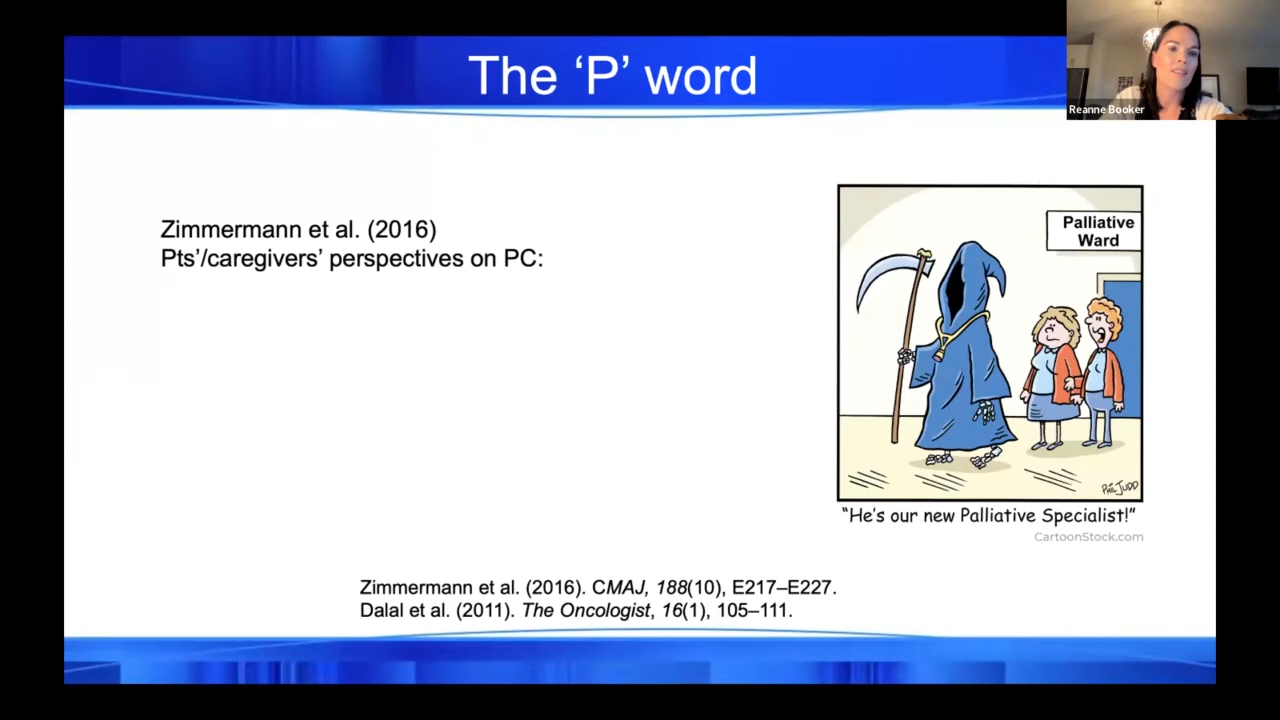 The ‘P’ word
Reanne Booker
Zimmermann et al. (2016)
Pts’/caregivers’ perspectives on PC:
Palliative
Ward
PHIL JUDD
“He’s our new Palliative Specialist!”
CartoonStock.com
Zimmermann et al. (2016). CMAJ, 188(10), E217–E227.
Dalal et al. (2011). The Oncologist, 16(1), 105–111.